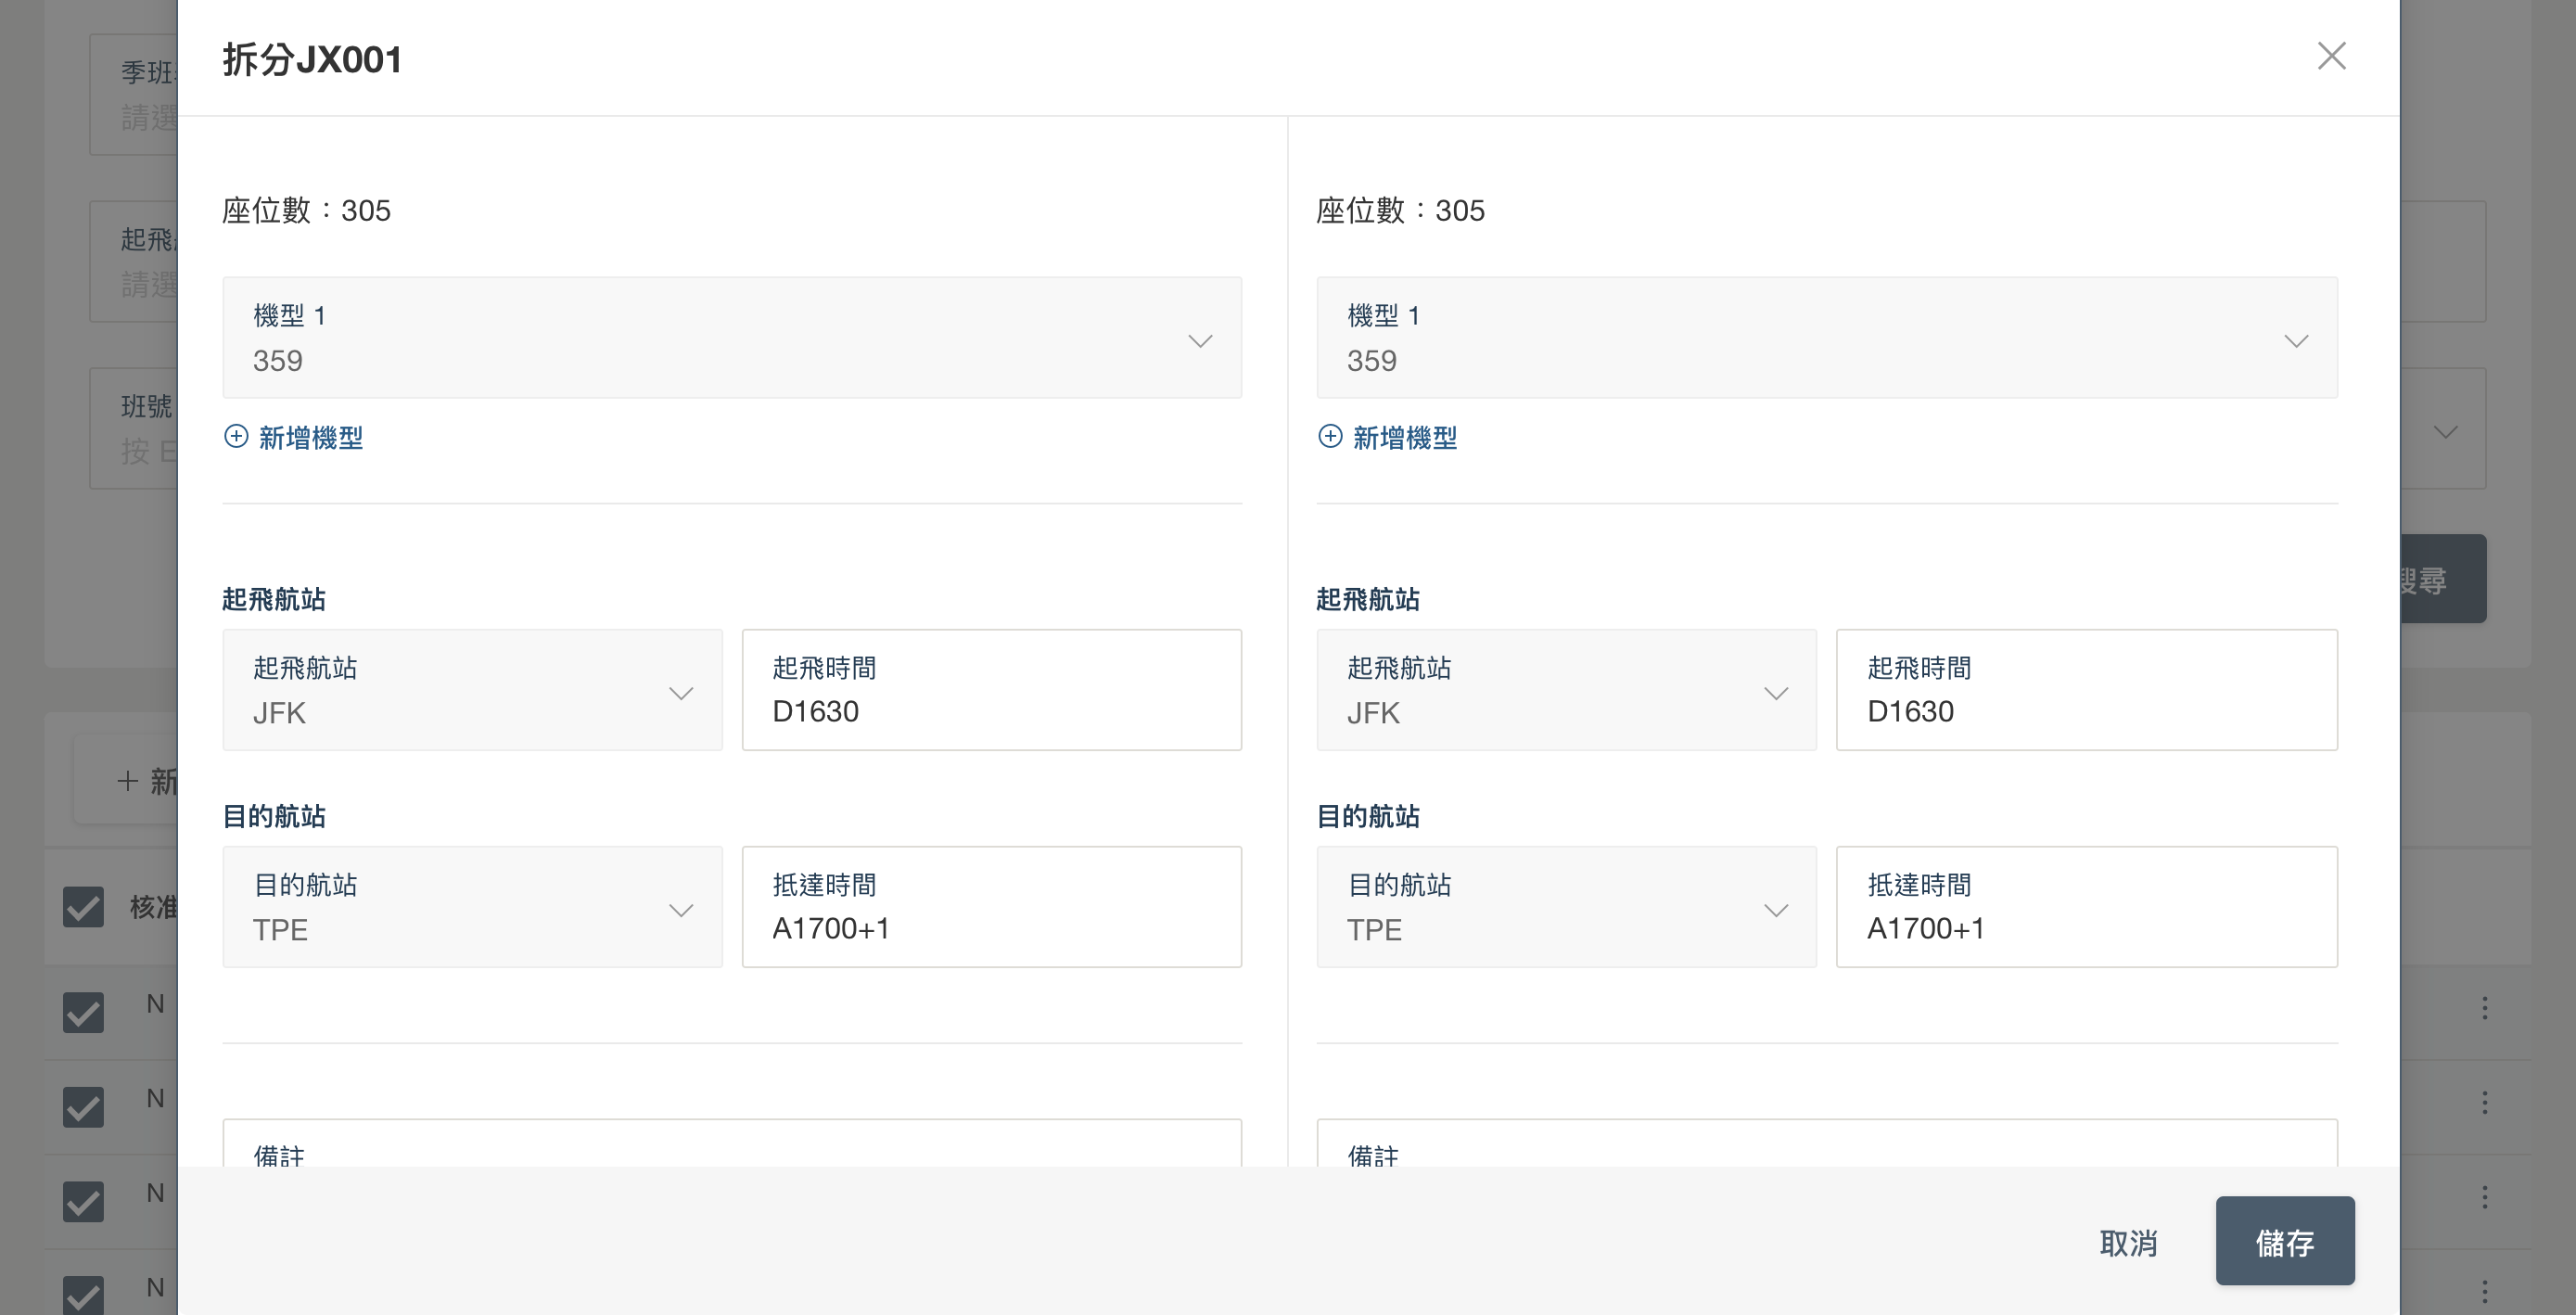 拆分JX001
季班
請選
起飛
請選
班號
按 E
搜尋
+ 新
核准
N
N
N
N
座位數：305
機型 1
359
新增機型
起飛航站
起飛航站
JFK
起飛時間
D1630
目的航站
目的航站
TPE
抵達時間
A1700+1
備註
座位數：305
機型 1
359
新增機型
起飛航站
起飛航站
JFK
起飛時間
D1630
目的航站
目的航站
TPE
抵達時間
A1700+1
備註
取消
儲存